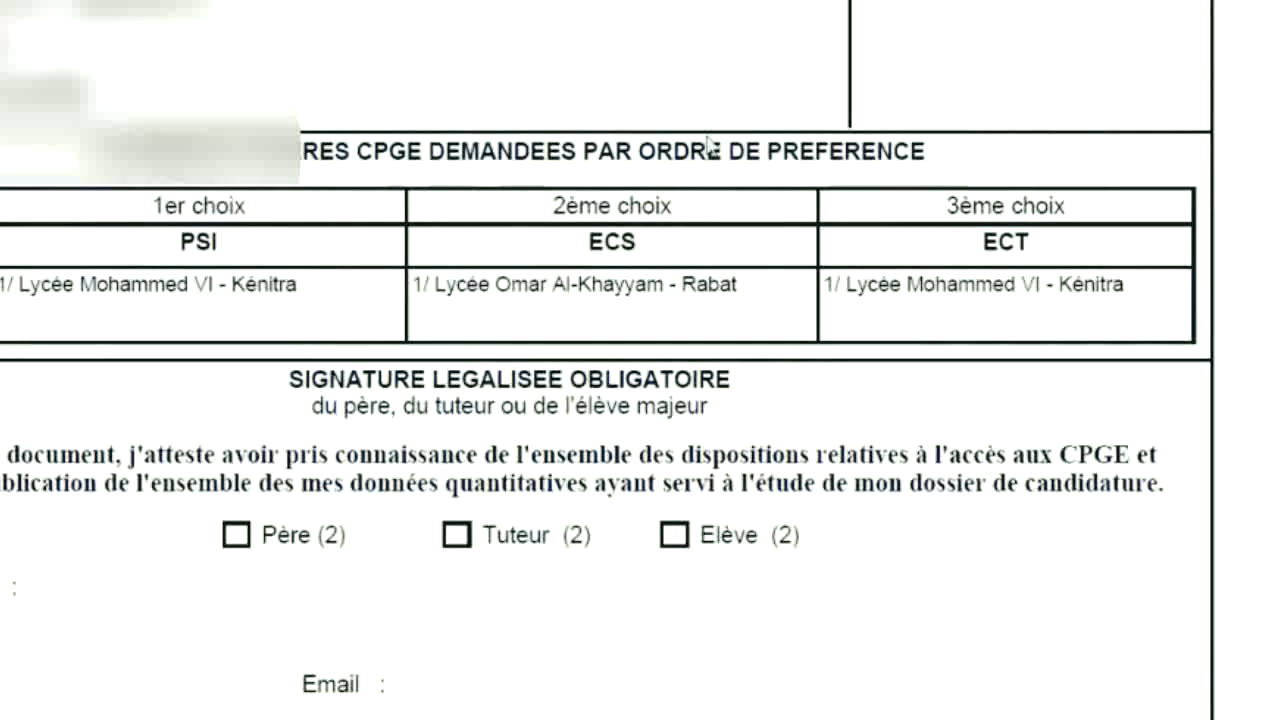 CPGE DEMANDEES PAR ORDRE DE PREFERENCE
1er choix 2ème choix 3ème choix
PSI ECS ECT
1/ Lycée Mohammed VI - Kénitra 1/ Lycée Omar Al-Khayyam - Rabat 1/ Lycée Mohammed VI - Kénitra
SIGNATURE LEGALISEE OBLIGATOIRE
du père, du tuteur ou de l'élève majeur
document, j'atteste avoir pris connaissance de l'ensemble des dispositions relatives à l'accès aux CPGE et
de l'ensemble des mes données quantitatives ayant servi à l'étude de mon dossier de candidature.
Père (2) Tuteur (2) Elève (2)
:
Email :